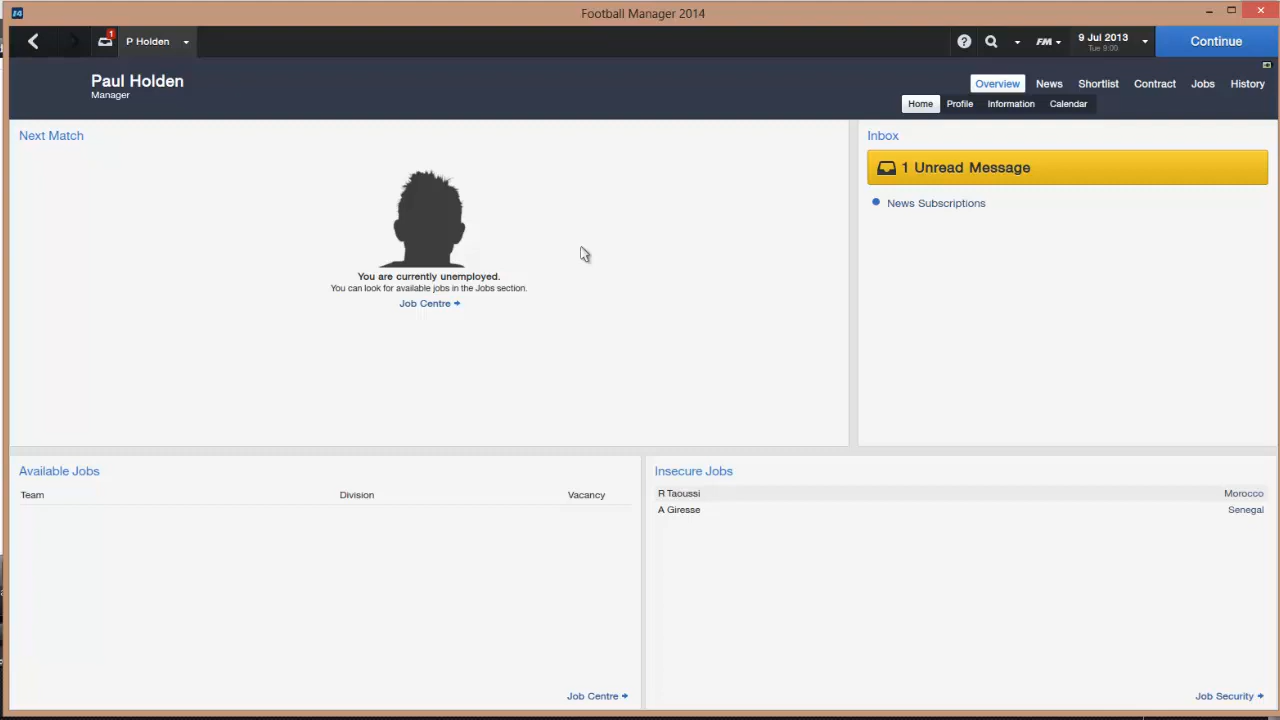 Football Manager 2014
1
P Holden
FM
9 Jul 2013
Tue 9:00
Continue
Paul Holden
Manager
Overview News Shortlist Contract Jobs History
Home Profile Information Calendar
Next Match
You are currently unemployed.
You can look for available jobs in the Jobs section.
Job Centre
Inbox
1 Unread Message
News Subscriptions
Available Jobs
Team Division Vacancy
Job Centre
Insecure Jobs
R Taoussi Morocco
A Giresse Senegal
Job Security